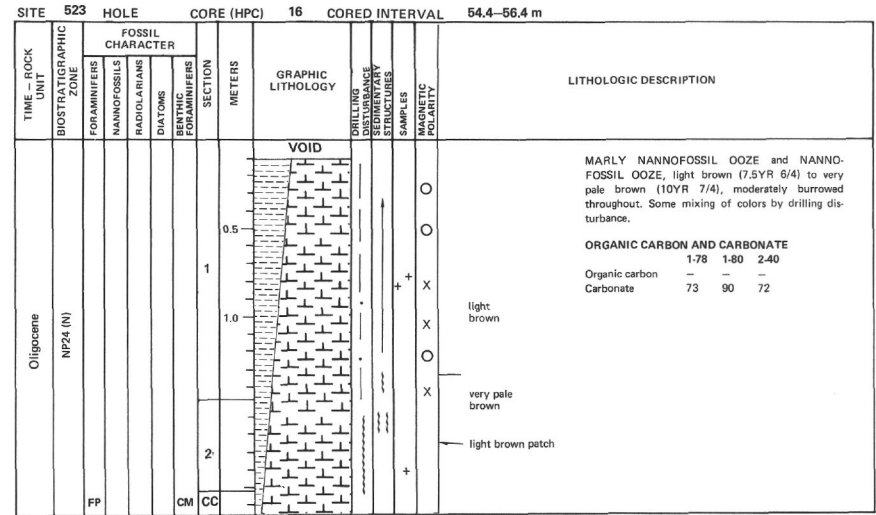 SITE 523 HOLE CORE (HPC) 16 CORED INTERVAL 54.4–56.4 m
TIME – ROCK UNIT
BIOSTRATIGRAPHIC ZONE
FOSSIL CHARACTER
FORAMINIFERS
NANNOFOSSILS
RADIOLARIANS
DIATOMS
BENTHIC FORAMINIFERS
SECTION
METERS
GRAPHIC LITHOLOGY
DRILLING DISTURBANCE
SEDIMENTARY STRUCTURES
SAMPLES
MAGNETIC POLARITY
LITHOLOGIC DESCRIPTION
Oligocene
NP24 (N)
FP
CM
1
2
CC
0.5
1.0
VOID
O
O
X
X
O
X
light
brown
very pale
brown
light brown patch
MARLY NANNOFOSSIL OOZE and NANNO-
FOSSIL OOZE, light brown (7.5YR 6/4) to very
pale brown (10YR 7/4), moderately burrowed
throughout. Some mixing of colors by drilling dis-
turbance.
ORGANIC CARBON AND CARBONATE
1-78 1-80 2-40
Organic carbon – – –
Carbonate 73 90 72